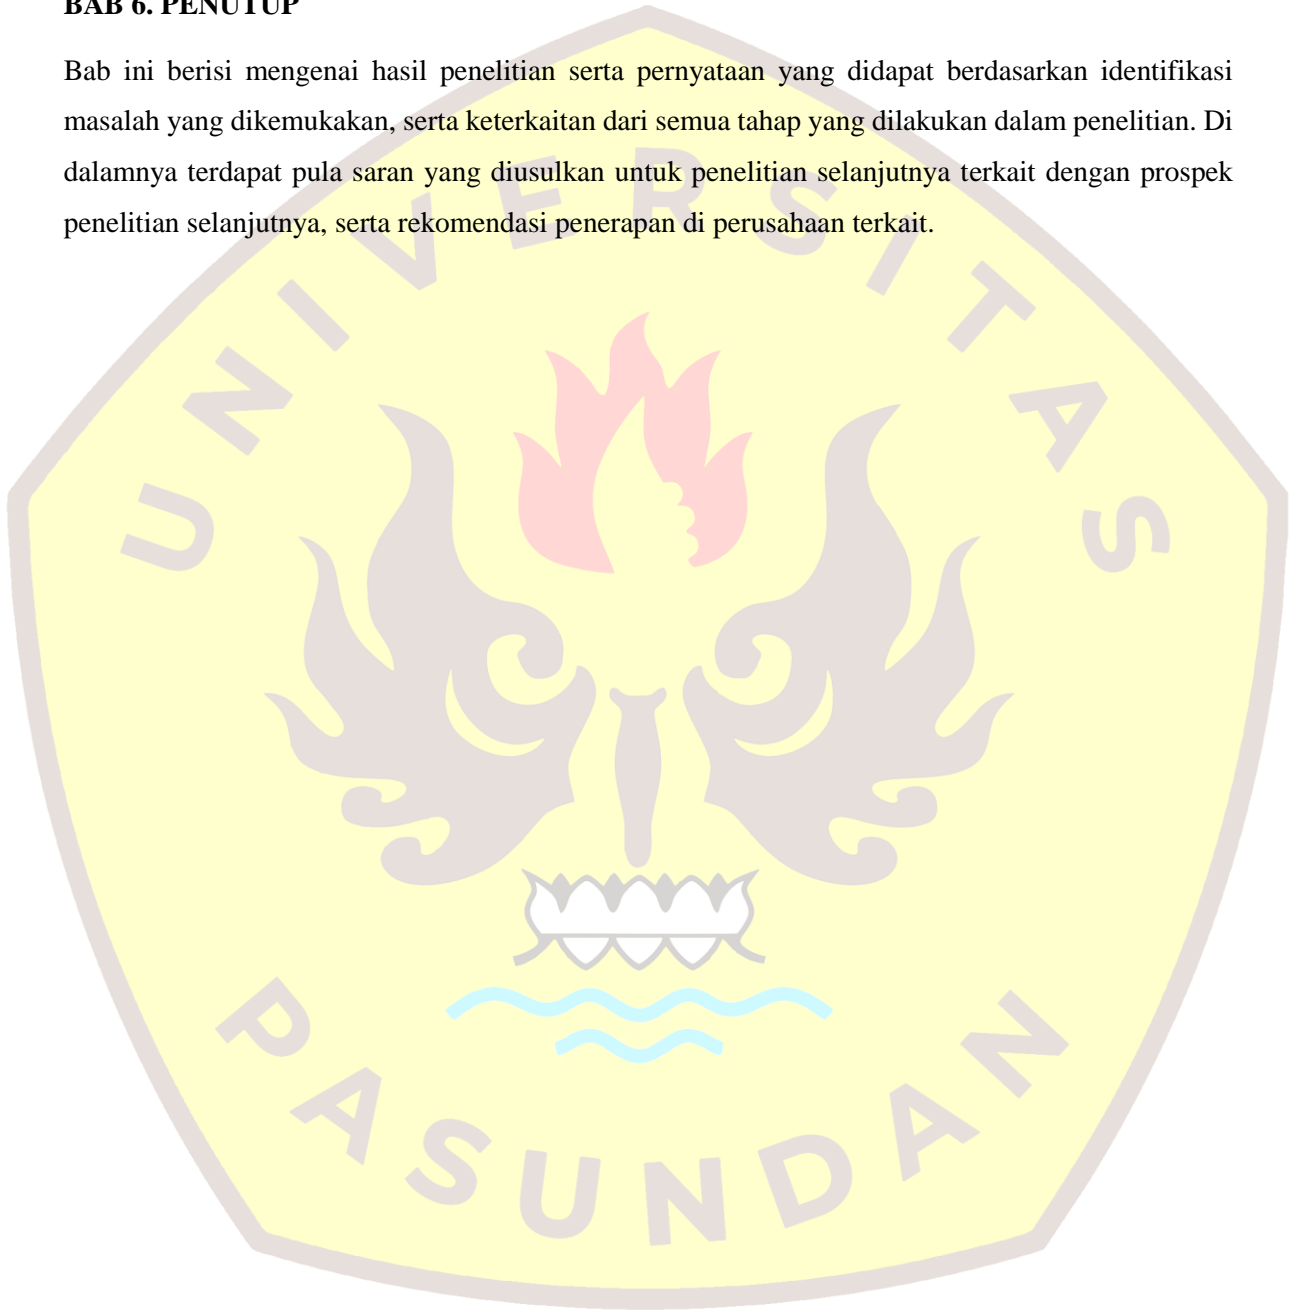 BAB 6. PENUTUP
Bab ini berisi mengenai hasil penelitian serta pernyataan yang didapat berdasarkan identifikasi
masalah yang dikemukakan, serta keterkaitan dari semua tahap yang dilakukan dalam penelitian. Di
dalamnya terdapat pula saran yang diusulkan untuk penelitian selanjutnya terkait dengan prospek
penelitian selanjutnya, serta rekomendasi penerapan di perusahaan terkait.
UNIVERSITAS
PASUNDAN